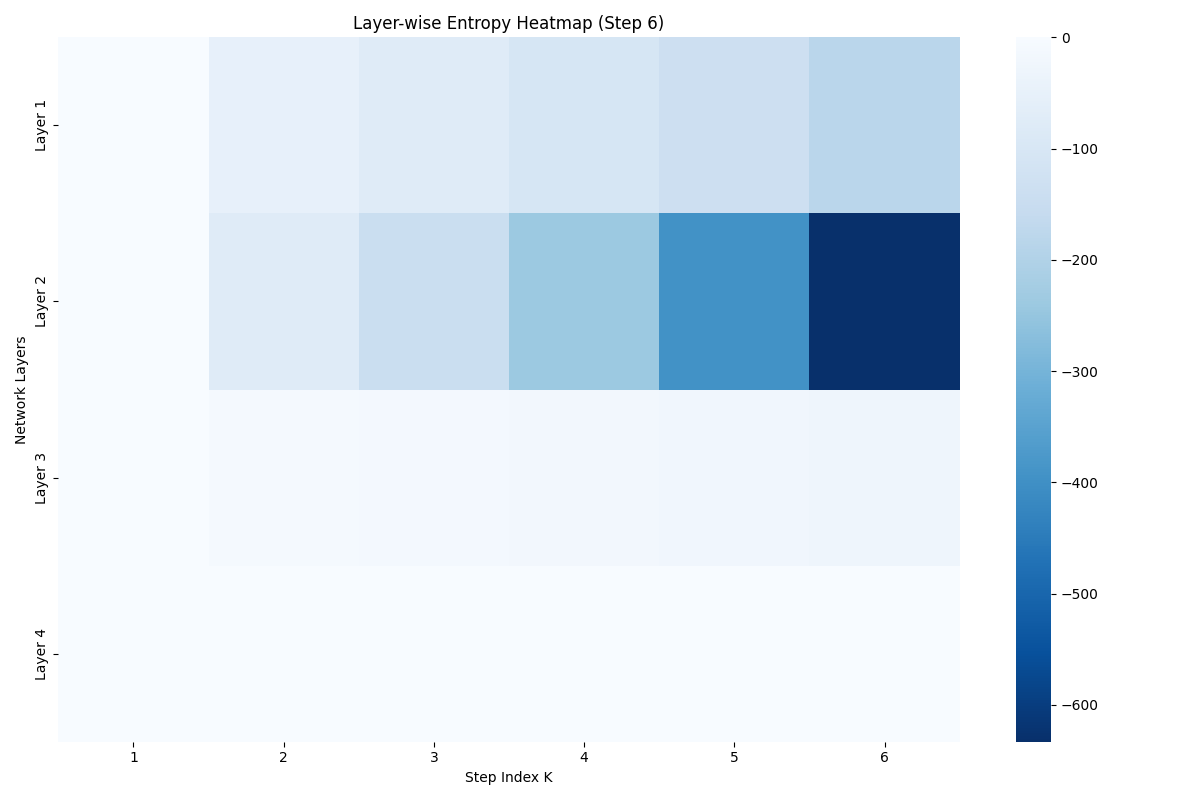 Layer-wise Entropy Heatmap (Step 6)
Network Layers
Layer 1
Layer 2
Layer 3
Layer 4
1 2 3 4 5 6
Step Index K
0
−100
−200
−300
−400
−500
−600